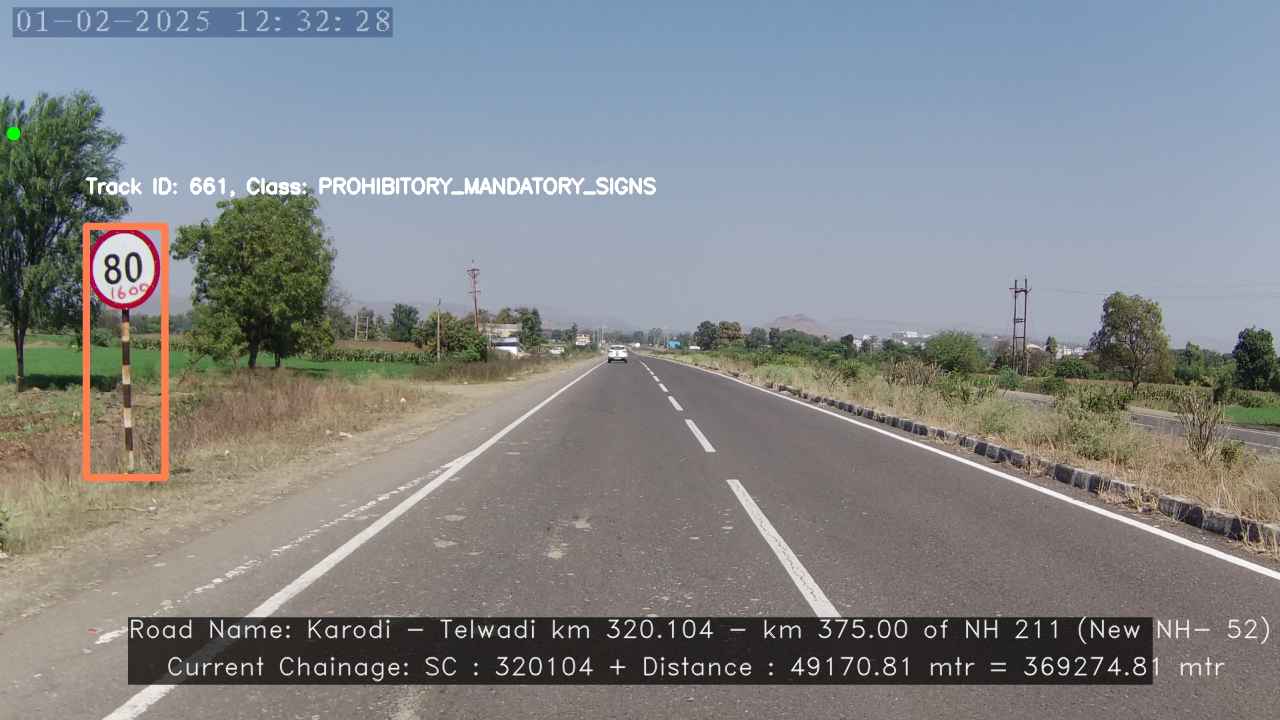 01-02-2025 12:32:28
Track ID: 661, Class: PROHIBITORY_MANDATORY_SIGNS
80
1600
Road Name: Karodi - Telwadi km 320.104 - km 375.00 of NH 211 (New NH- 52)
Current Chainage: SC : 320104 + Distance : 49170.81 mtr = 369274.81 mtr